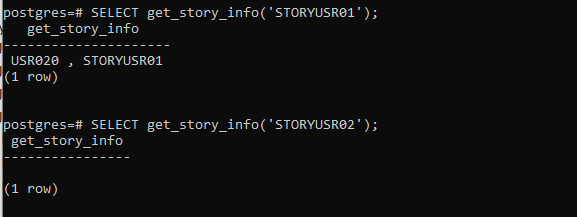 postgres=# SELECT get_story_info('STORYUSR01');
get_story_info
---------------------
USR020 , STORYUSR01
(1 row)
postgres=# SELECT get_story_info('STORYUSR02');
get_story_info
----------------
(1 row)